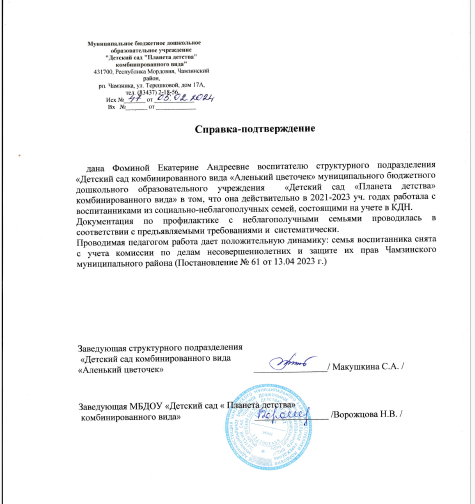 Муниципальное бюджетное дошкольное
образовательное учреждение
"Детский сад "Планета детства"
комбинированного вида"
431700, Республика Мордовия, Чамзинский
район,
рп. Чамзинка, ул. Терешковой, дом 17А,
тел. (83437) 2-18-56
Исх № 47 от 05.02.2024
Вх № от
Справка-подтверждение
дана Фоминой Екатерине Андреевне воспитателю структурного подразделения
«Детский сад комбинированного вида «Аленький цветочек» муниципального бюджетного
дошкольного образовательного учреждения «Детский сад «Планета детства»
комбинированного вида» в том, что она действительно в 2021-2023 уч. годах работала с
воспитанниками из социально-неблагополучных семей, состоящими на учете в КДН.
Документация по профилактике с неблагополучными семьями проводилась в
соответствии с предъявляемыми требованиями и систематически.
Проводимая педагогом работа дает положительную динамику: семья воспитанника снята
с учета комиссии по делам несовершеннолетних и защите их прав Чамзинского
муниципального района (Постановление № 61 от 13.04 2023 г.)
Заведующая структурного подразделения
«Детский сад комбинированного вида
«Аленький цветочек» / Макушкина С.А. /
Заведующая МБДОУ «Детский сад « Планета детства»
комбинированного вида» /Ворожцова Н.В. /